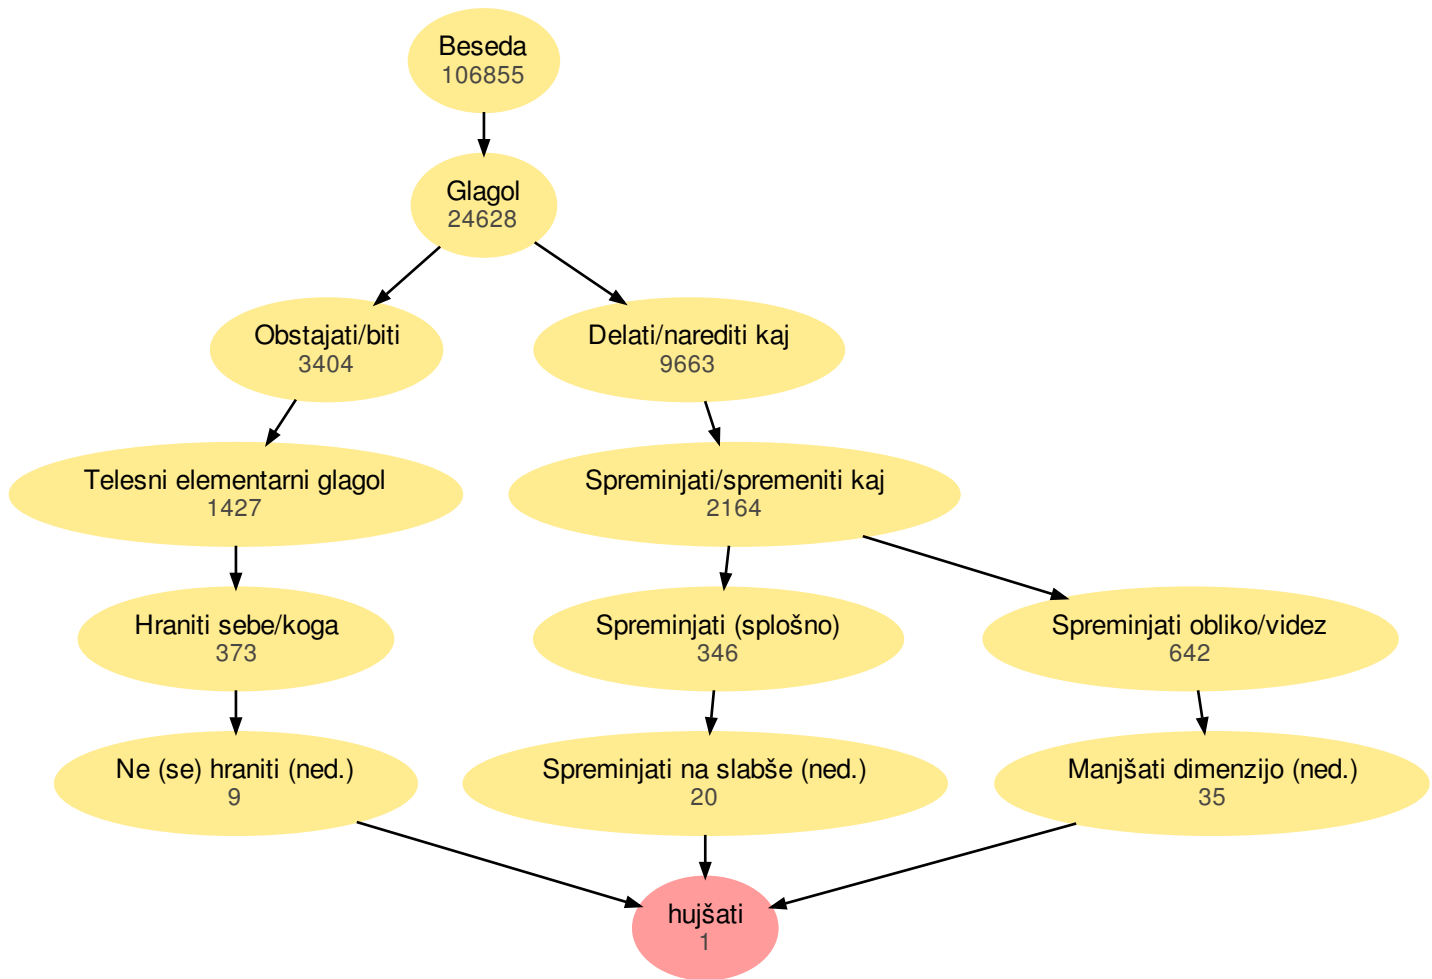 Beseda
106855
Glagol
24628
Obstajati/biti
3404
Delati/narediti kaj
9663
Telesni elementarni glagol
1427
Spreminjati/spremeniti kaj
2164
Hraniti sebe/koga
373
Spreminjati (splošno)
346
Spreminjati obliko/videz
642
Ne (se) hraniti (ned.)
9
Spreminjati na slabše (ned.)
20
Manjšati dimenzijo (ned.)
35
hujšati
1